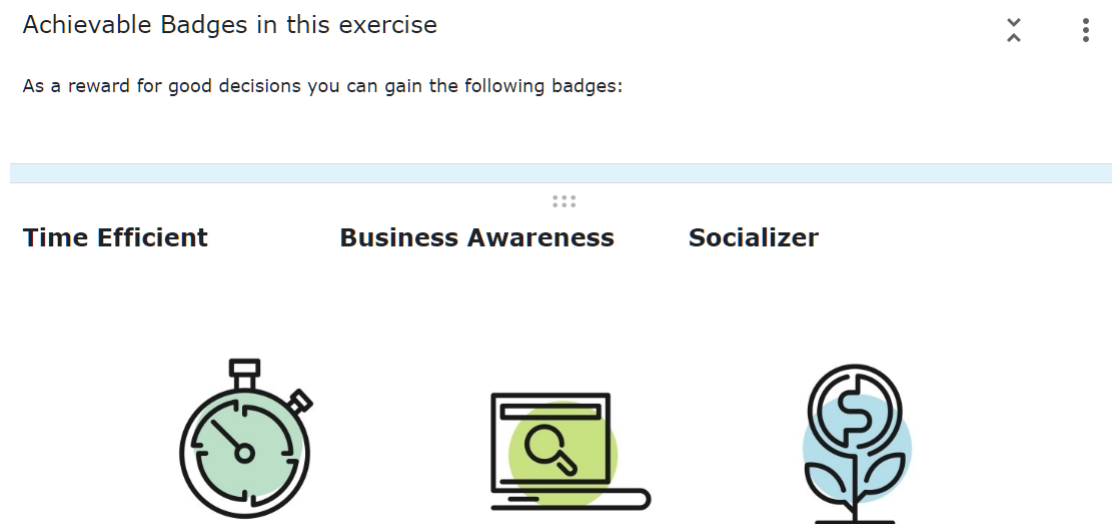 Achievable Badges in this exercise
As a reward for good decisions you can gain the following badges:
Time Efficient Business Awareness Socializer
$